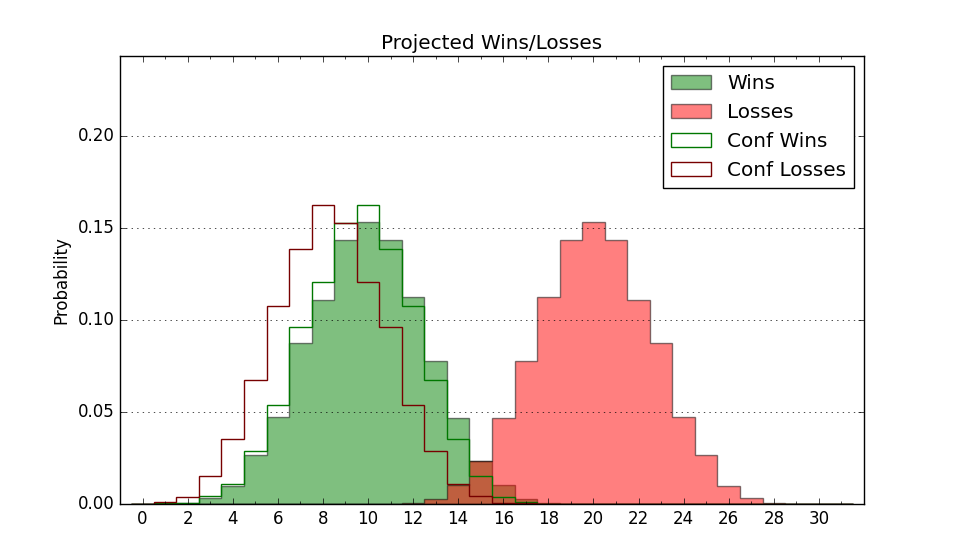 Projected Wins/Losses
Wins
Losses
Conf Wins
Conf Losses
Probability
0.20
0.15
0.10
0.05
0.00
0 2 4 6 8 10 12 14 16 18 20 22 24 26 28 30